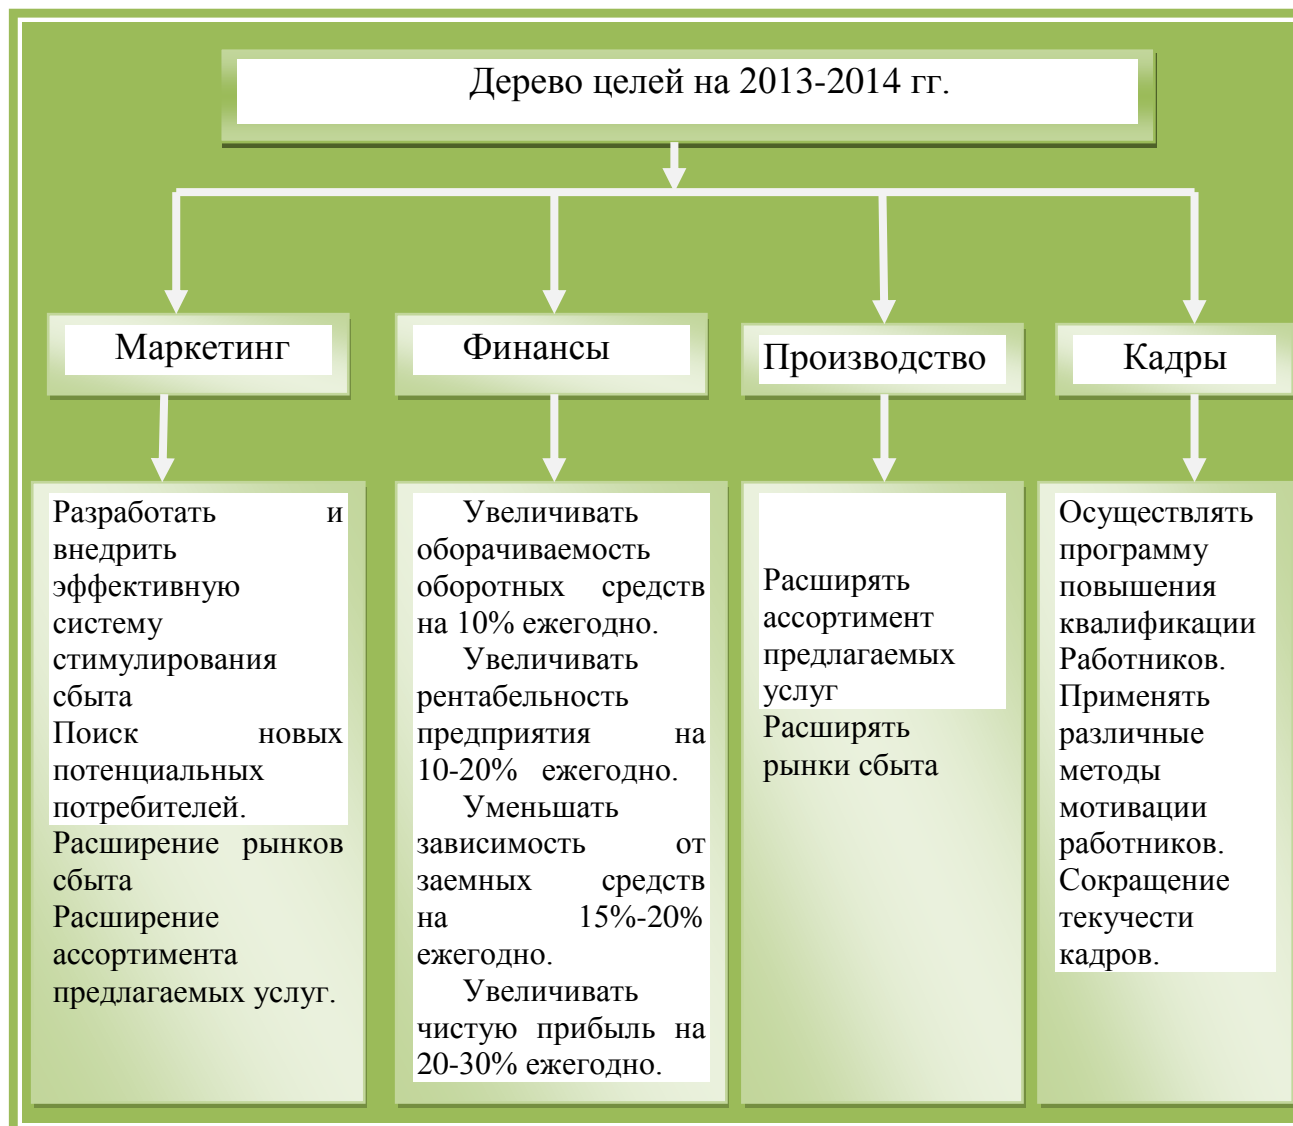 Дерево целей на 2013-2014 гг.
Маркетинг
Финансы
Производство
Кадры
Разработать и
внедрить
эффективную
систему
стимулирования
сбыта
Поиск новых
потенциальных
потребителей.
Расширение рынков
сбыта
Расширение
ассортимента
предлагаемых услуг.
Увеличивать
оборачиваемость
оборотных средств
на 10% ежегодно.
Увеличивать
рентабельность
предприятия на
10-20% ежегодно.
Уменьшать
зависимость от
заемных средств
на 15%-20%
ежегодно.
Увеличивать
чистую прибыль на
20-30% ежегодно.
Расширять
ассортимент
предлагаемых
услуг
Расширять
рынки сбыта
Осуществлять
программу
повышения
квалификации
Работников.
Применять
различные
методы
мотивации
работников.
Сокращение
текучести
кадров.